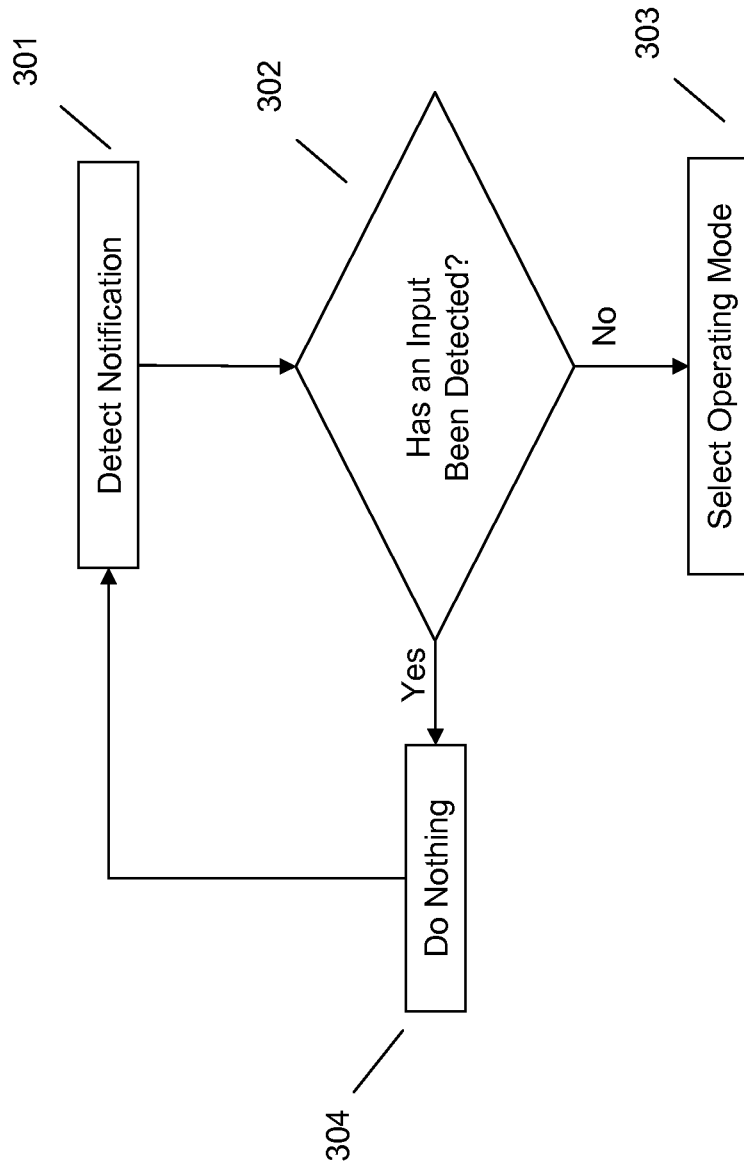 301
Detect Notification
302
Has an Input
Been Detected?
Yes
No
304
Do Nothing
303
Select Operating Mode